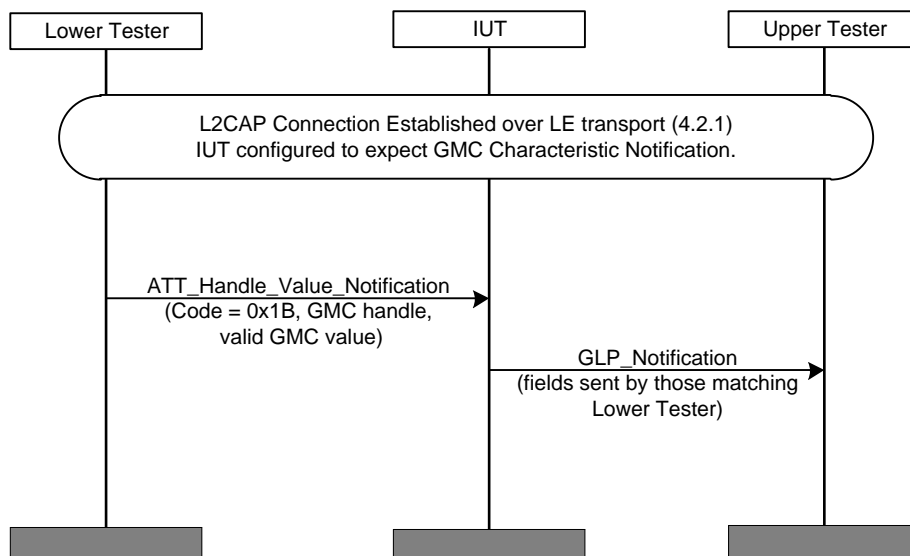 Lower Tester
IUT
Upper Tester
L2CAP Connection Established over LE transport (4.2.1)
IUT configured to expect GMC Characteristic Notification.
ATT_Handle_Value_Notification
(Code = 0x1B, GMC handle,
valid GMC value)
GLP_Notification
(fields sent by those matching
Lower Tester)